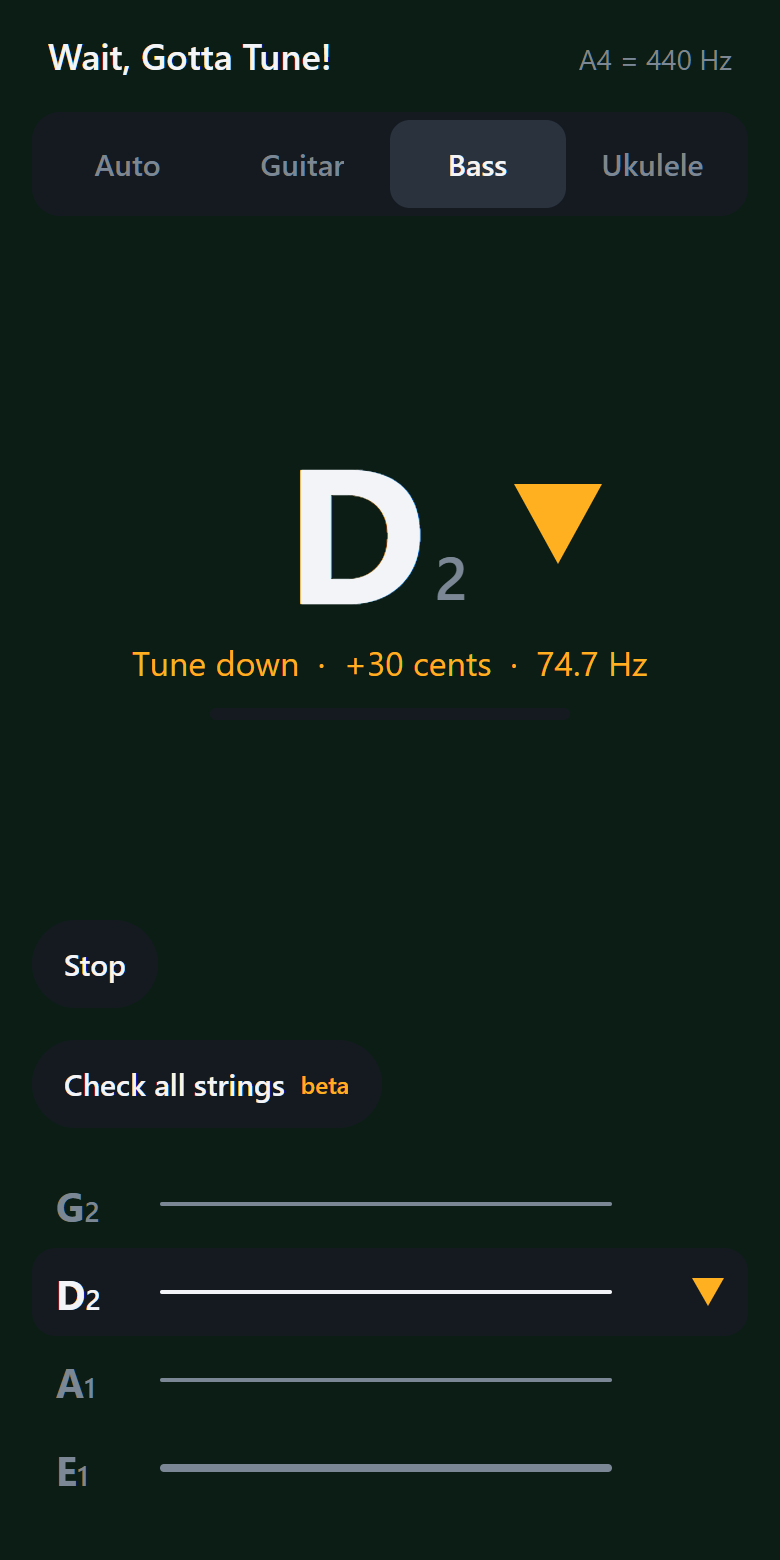 Wait, Gotta Tune! A4 = 440 Hz
Auto Guitar Bass Ukulele
D2
Tune down · +30 cents · 74.7 Hz
Stop
Check all strings beta
G2
D2
A1
E1